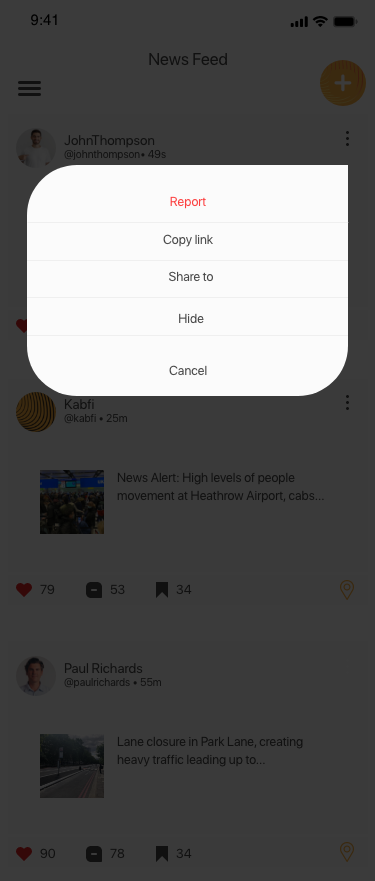 9:41
News Feed
JohnThompson
@johnthompson• 49s
Report
Copy link
Share to
Hide
Cancel
Kabfi
@kabfi • 25m
News Alert: High levels of people
movement at Heathrow Airport, cabs...
79 53 34
Paul Richards
@paulrichards • 55m
Lane closure in Park Lane, creating
heavy traffic leading up to...
90 78 34